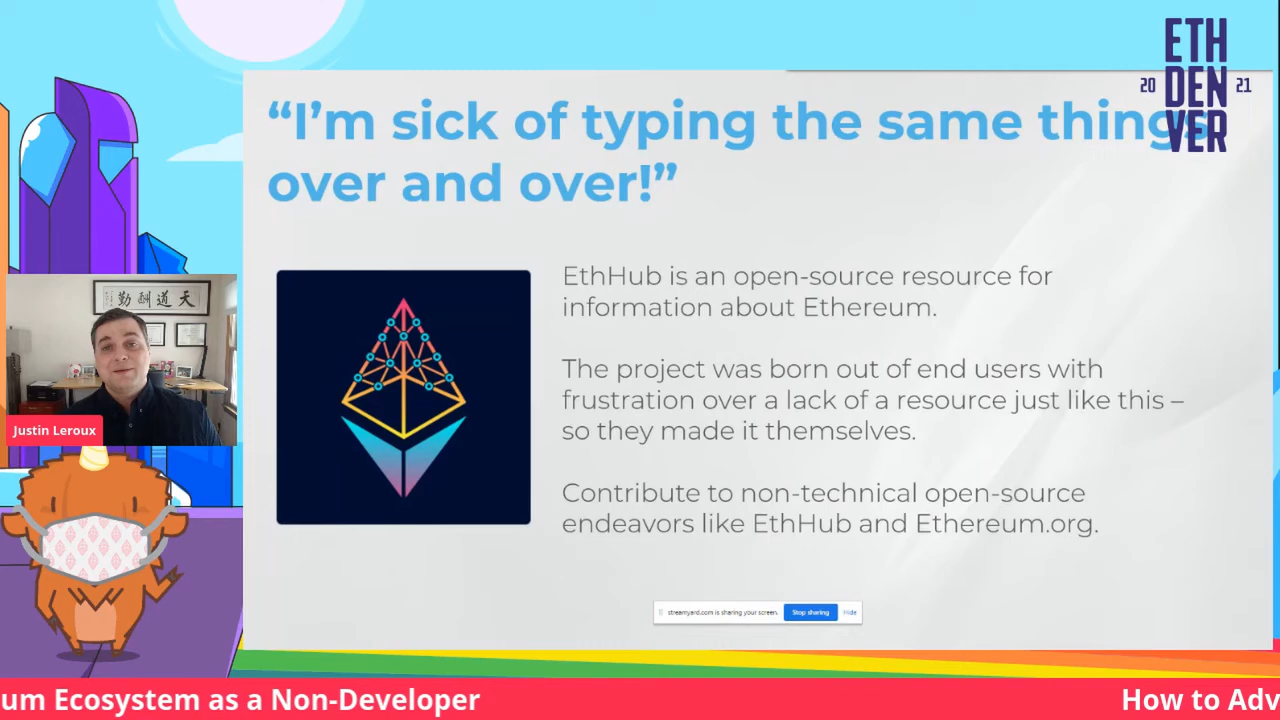 ETH
20 DEN 21
VER
“I’m sick of typing the same things
over and over!”
EthHub is an open-source resource for
information about Ethereum.
The project was born out of end users with
frustration over a lack of a resource just like this –
so they made it themselves.
Contribute to non-technical open-source
endeavors like EthHub and Ethereum.org.
天道酬勤
Justin Leroux
streamyard.com is sharing your screen. Stop sharing Hide
um Ecosystem as a Non-Developer How to Adv